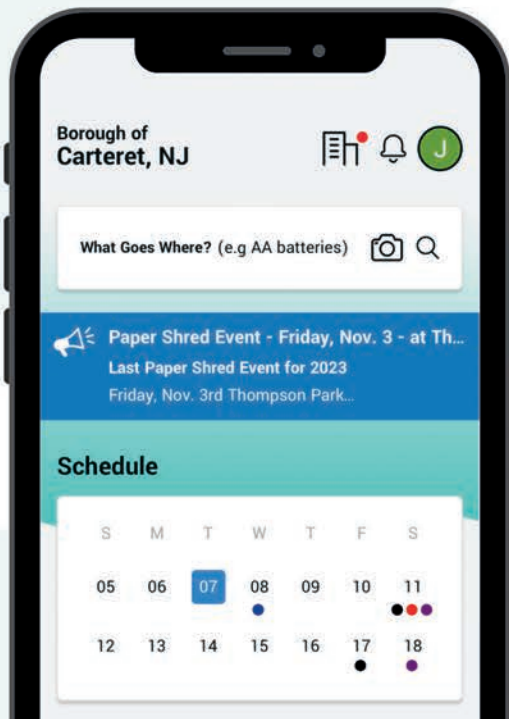 Borough of
Carteret, NJ
J
What Goes Where? (e.g AA batteries)
Paper Shred Event - Friday, Nov. 3 - at Th...
Last Paper Shred Event for 2023
Friday, Nov. 3rd Thompson Park...
Schedule
S M T W T F S
05 06 07 08 09 10 11
12 13 14 15 16 17 18